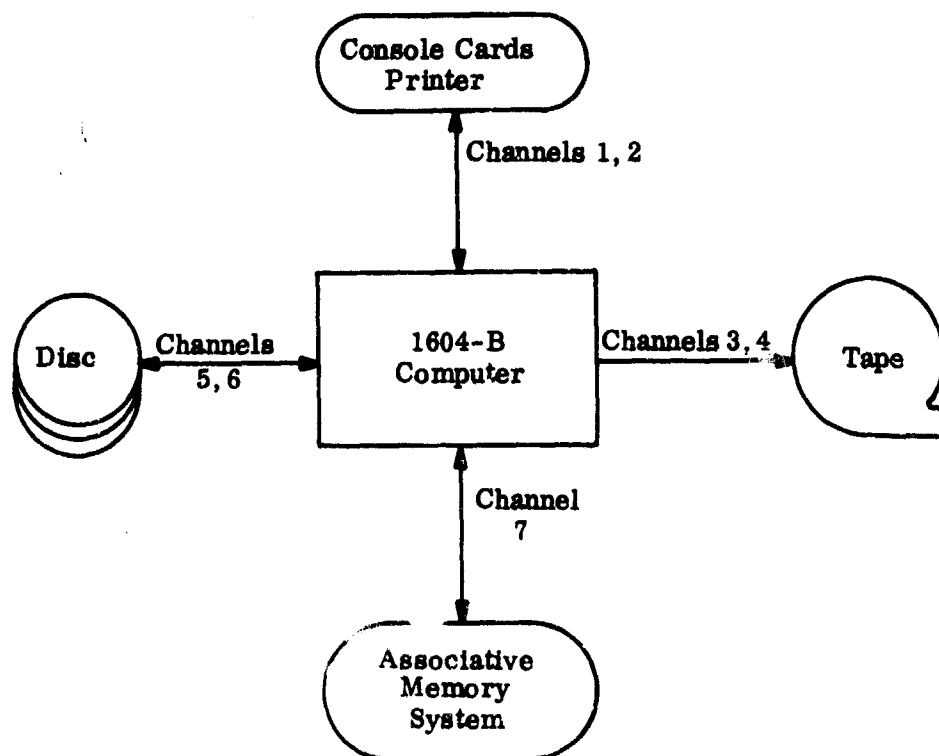 Console Cards
Printer
Channels 1, 2
Disc
Channels
5, 6
1604-B
Computer
Channels 3, 4
Tape
Channel
7
Associative
Memory
System